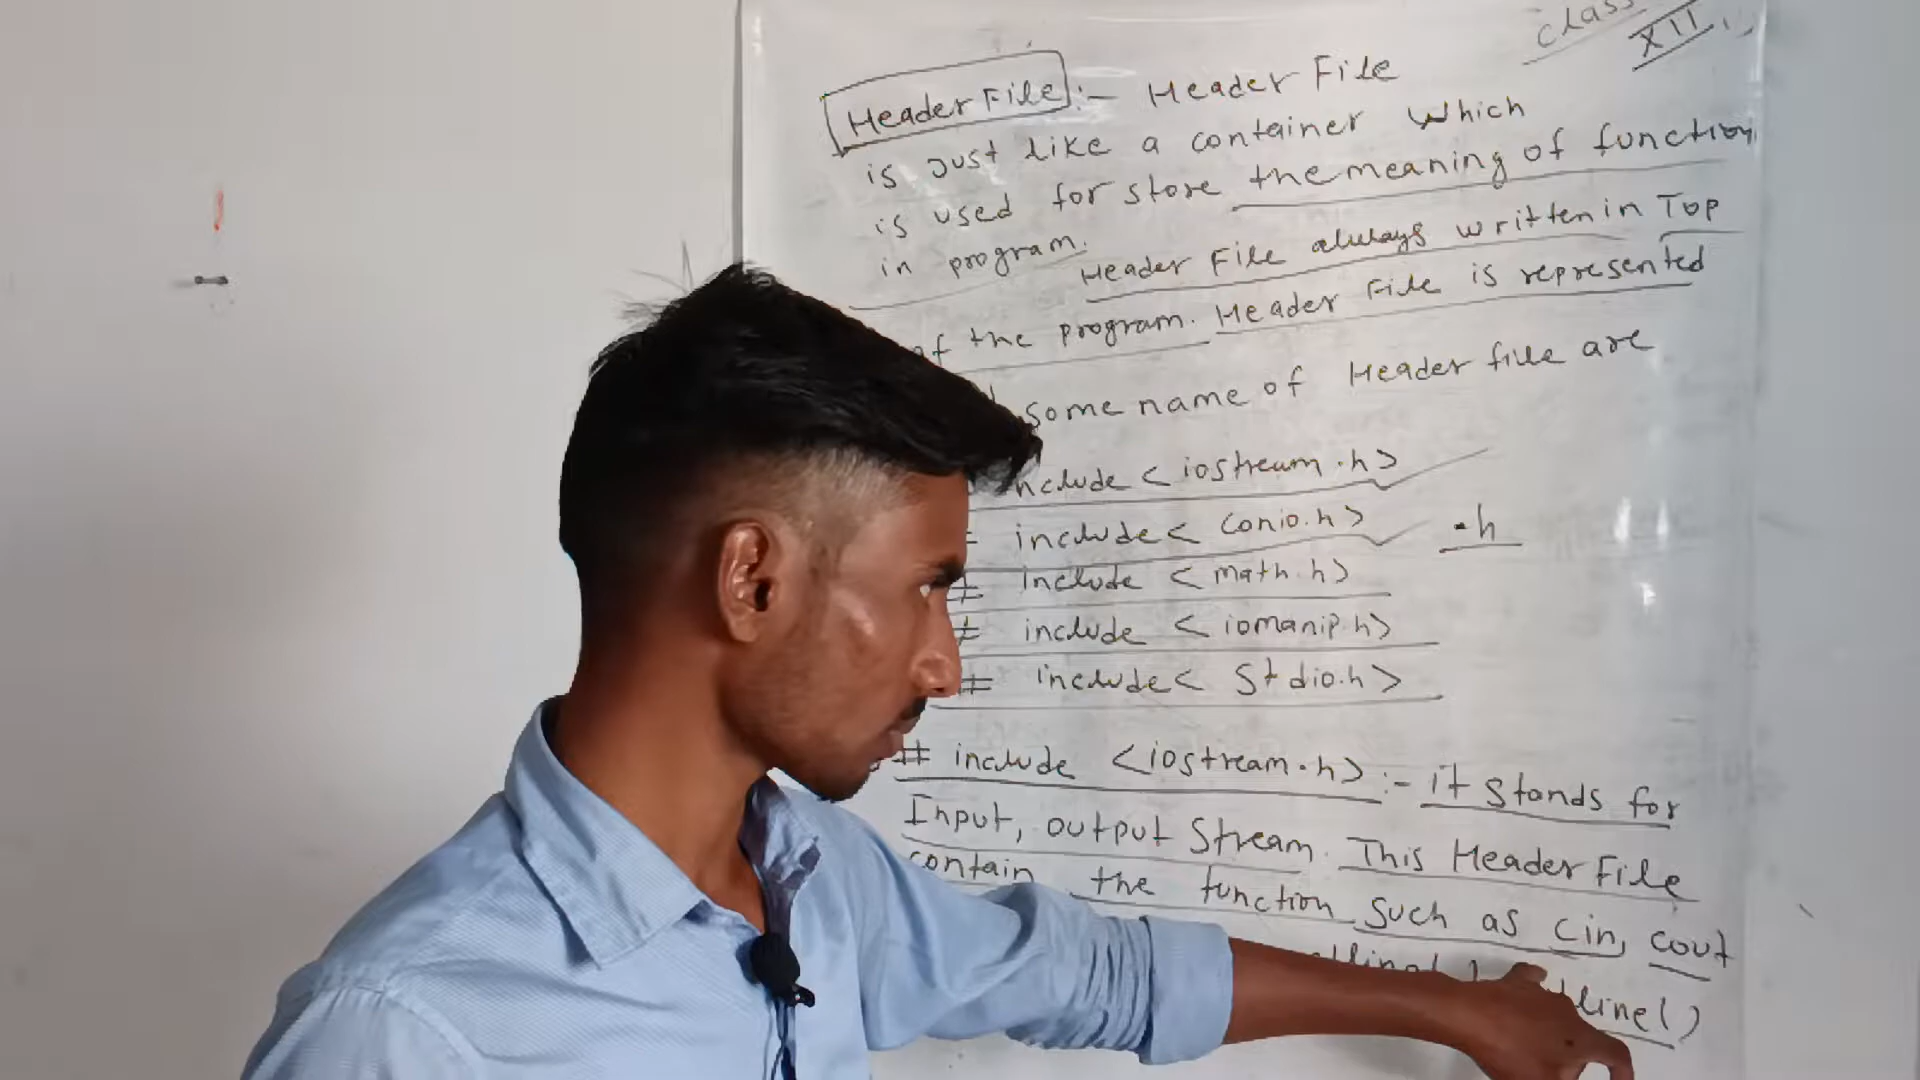 class
XII
Header File :- Header File
is Just like a container Which
is used for store the meaning of function
in program.
Header File always written in Top
of the program. Header File is represented
some name of Header file are
nclude < iostream.h>
include < conio.h>
.h
# include < math.h>
# include < iomanip.h>
# include < Stdio.h>
# include <iostream.h> :- it stands for
Input, output Stream. This Header File
contain the function such as Cin, cout
line()